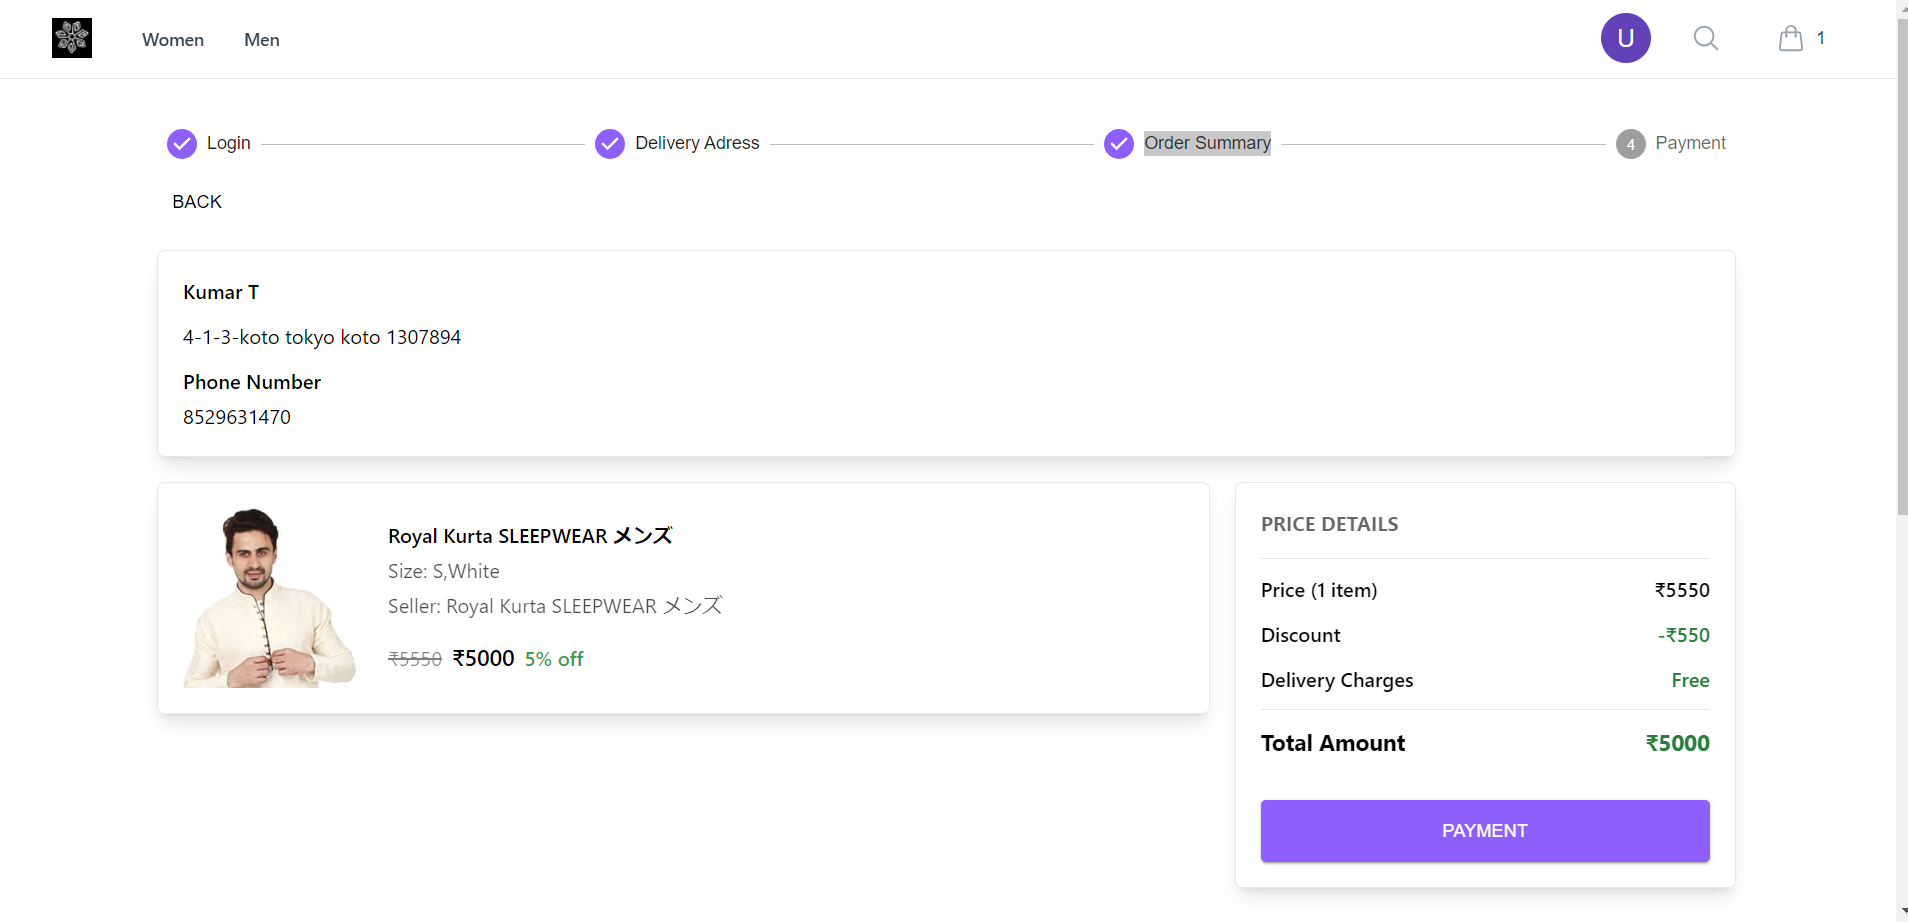 Women Men U 1
Login Delivery Adress Order Summary 4 Payment
BACK
Kumar T
4-1-3-koto tokyo koto 1307894
Phone Number
8529631470
Royal Kurta SLEEPWEAR メンズ
Size: S,White
Seller: Royal Kurta SLEEPWEAR メンズ
₹5550 ₹5000 5% off
PRICE DETAILS
Price (1 item) ₹5550
Discount -₹550
Delivery Charges Free
Total Amount ₹5000
PAYMENT